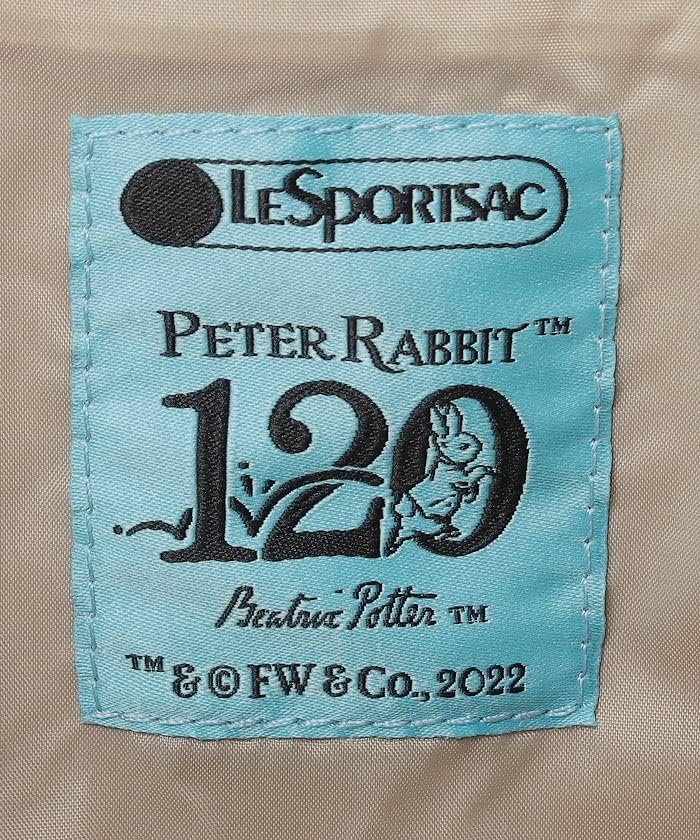 LESPORTSAC
PETER RABBIT™
120
Beatrix Potter ™
™ & © FW & Co., 2022